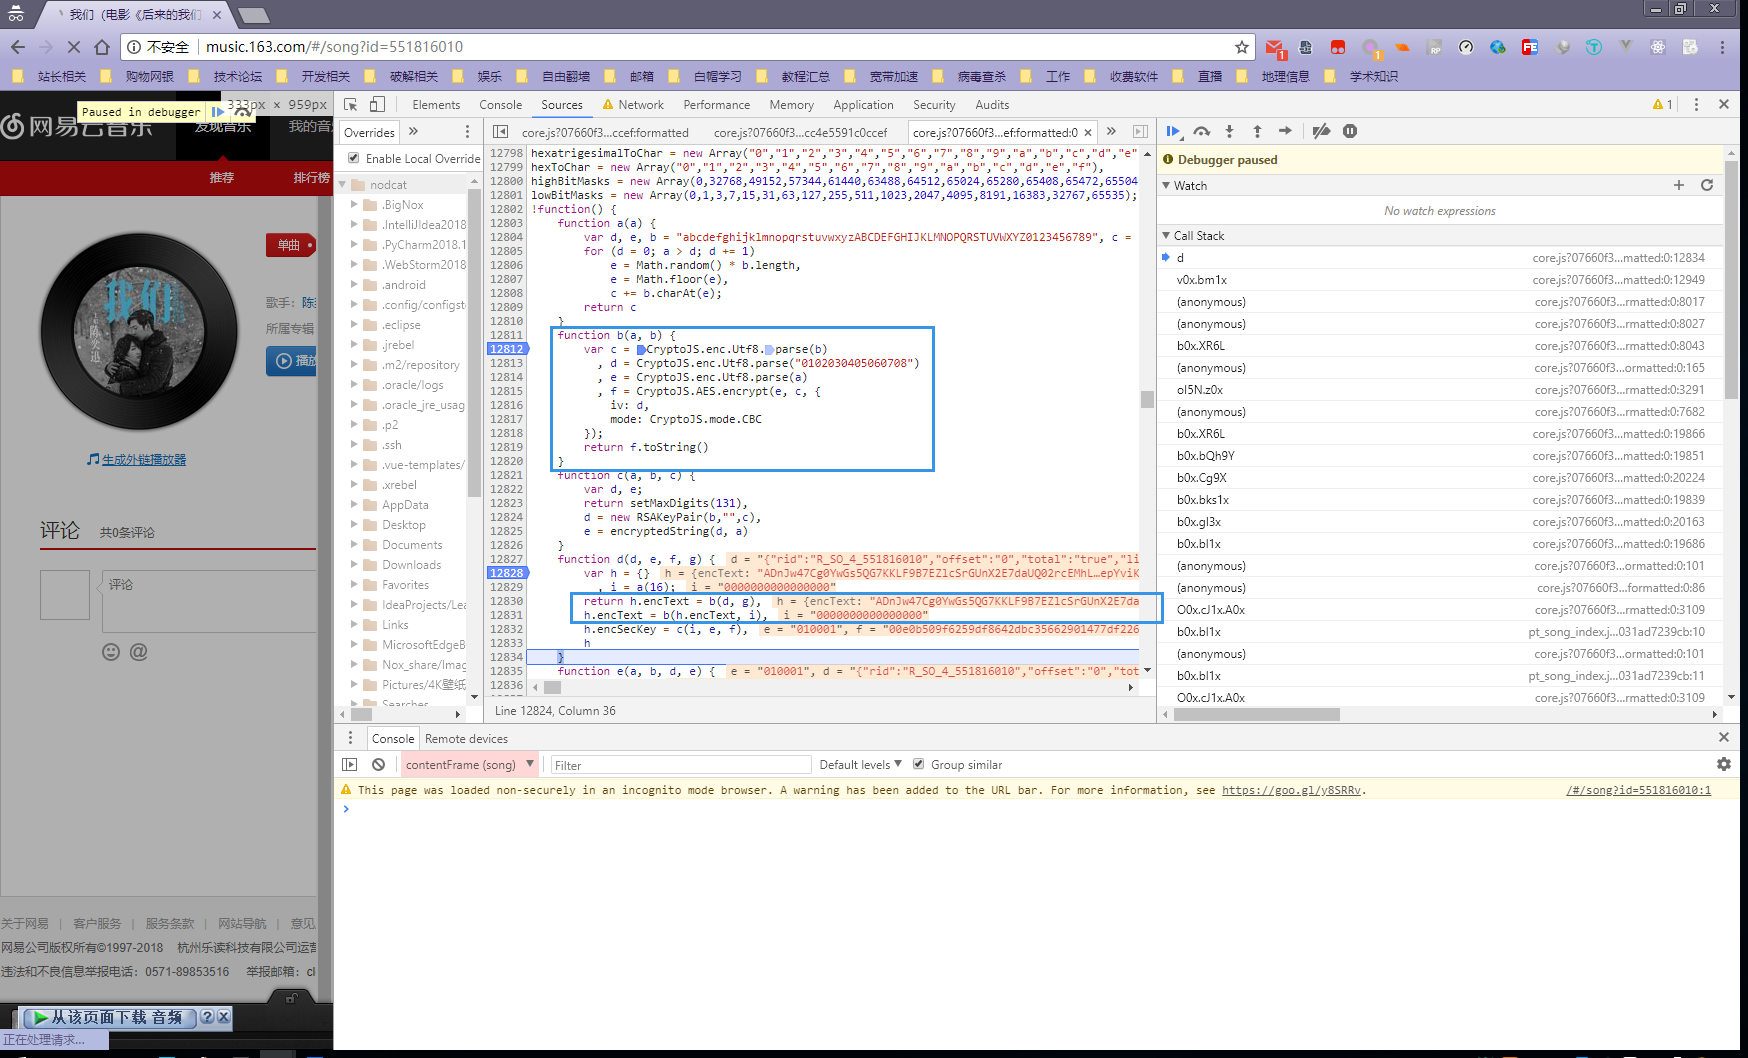 我们（电影《后来的我们
不安全 music.163.com/#/song?id=551816010
站长相关 购物网银 技术论坛 开发相关 破解相关 娱乐 自由翻墙 邮箱 白帽学习 教程汇总 宽带加速 病毒查杀 工作 收费软件 直播 地理信息 学术知识
Paused in debugger
333px × 959px
网易云音乐
发现音乐
我的音
推荐 排行榜
单曲
歌手：陈
所属专辑
播放
我们
生成外链播放器
评论 共0条评论
评论
关于网易 | 客户服务 | 服务条款 | 网站导航 | 意见
网易公司版权所有©1997-2018 杭州乐读科技有限公司运营
违法和不良信息举报电话：0571-89853516 举报邮箱：
从该页面下载 音频
正在处理请求...
Elements Console Sources Network Performance Memory Application Security Audits 1
Overrides »
Enable Local Override
nodcat
.BigNox
.IntelliJIdea2018
.PyCharm2018.1
.WebStorm2018
.android
.config/configst
.eclipse
.jrebel
.m2/repository
.oracle/logs
.oracle_jre_usag
.p2
.ssh
.vue-templates/
.xrebel
AppData
Desktop
Documents
Downloads
Favorites
IdeaProjects/Lea
Links
MicrosoftEdgeB
Nox_share/Imag
Pictures/4K壁纸
Searches
core.js?07660f3...ccef:formatted core.js?07660f3...cc4e5591c0ccef core.js?07660f3...ef:formatted:0 × »
12798 hexatrigesimalToChar = new Array("0","1","2","3","4","5","6","7","8","9","a","b","c","d","e"
12799 hexToChar = new Array("0","1","2","3","4","5","6","7","8","9","a","b","c","d","e","f"),
12800 highBitMasks = new Array(0,32768,49152,57344,61440,63488,64512,65024,65280,65408,65472,65504
12801 lowBitMasks = new Array(0,1,3,7,15,31,63,127,255,511,1023,2047,4095,8191,16383,32767,65535);
12802 !function() {
12803 function a(a) {
12804 var d, e, b = "abcdefghijklmnopqrstuvwxyzABCDEFGHIJKLMNOPQRSTUVWXYZ0123456789", c =
12805 for (d = 0; a > d; d += 1)
12806 e = Math.random() * b.length,
12807 e = Math.floor(e),
12808 c += b.charAt(e);
12809 return c
12810 }
12811 function b(a, b) {
12812 var c = CryptoJS.enc.Utf8.parse(b)
12813 , d = CryptoJS.enc.Utf8.parse("0102030405060708")
12814 , e = CryptoJS.enc.Utf8.parse(a)
12815 , f = CryptoJS.AES.encrypt(e, c, {
12816 iv: d,
12817 mode: CryptoJS.mode.CBC
12818 });
12819 return f.toString()
12820 }
12821 function c(a, b, c) {
12822 var d, e;
12823 return setMaxDigits(131),
12824 d = new RSAKeyPair(b,"",c),
12825 e = encryptedString(d, a)
12826 }
12827 function d(d, e, f, g) { d = "{"rid":"R_SO_4_551816010","offset":"0","total":"true","li
12828 var h = {} h = {encText: "ADnJw47Cg0YwGs5QG7KKLF9B7EZlcSrGUnX2E7daUQ02rcEMhL…epYviK
12829 , i = a(16); i = "0000000000000000"
12830 return h.encText = b(d, g), h = {encText: "ADnJw47Cg0YwGs5QG7KKLF9B7EZlcSrGUnX2E7da
12831 h.encText = b(h.encText, i), i = "0000000000000000"
12832 h.encSecKey = c(i, e, f), e = "010001", f = "00e0b509f6259df8642dbc35662901477df226
12833 h
12834 }
12835 function e(a, b, d, e) { e = "010001", d = "{"rid":"R_SO_4_551816010","offset":"0","tot
12836
Line 12824, Column 36
Debugger paused
Watch
No watch expressions
Call Stack
d core.js?07660f3...matted:0:12834
v0x.bm1x core.js?07660f3...matted:0:12949
(anonymous) core.js?07660f3...rmatted:0:8017
(anonymous) core.js?07660f3...rmatted:0:8027
b0x.XR6L core.js?07660f3...rmatted:0:8043
(anonymous) core.js?07660f3...ormatted:0:165
oI5N.z0x core.js?07660f3...rmatted:0:3291
(anonymous) core.js?07660f3...rmatted:0:7682
b0x.XR6L core.js?07660f3...matted:0:19866
b0x.bQh9Y core.js?07660f3...matted:0:19851
b0x.Cg9X core.js?07660f3...matted:0:20224
b0x.bks1x core.js?07660f3...matted:0:19839
b0x.gI3x core.js?07660f3...matted:0:20163
b0x.bI1x core.js?07660f3...matted:0:19686
(anonymous) core.js?07660f3...ormatted:0:101
(anonymous) core.js?07660f3...formatted:0:86
O0x.cJ1x.A0x core.js?07660f3...rmatted:0:3109
b0x.bI1x pt_song_index.j...031ad7239cb:10
(anonymous) core.js?07660f3...ormatted:0:101
b0x.bI1x pt_song_index.j...031ad7239cb:11
O0x.cJ1x.A0x core.js?07660f3...rmatted:0:3109
Console Remote devices
contentFrame (song) Filter Default levels Group similar
This page was loaded non-securely in an incognito mode browser. A warning has been added to the URL bar. For more information, see https://goo.gl/y8SRRv. /#/song?id=551816010:1